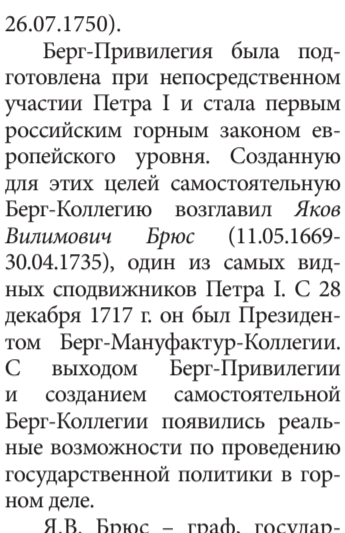 26.07.1750).
Берг-Привилегия была под-
готовлена при непосредственном
участии Петра I и стала первым
российским горным законом ев-
ропейского уровня. Созданную
для этих целей самостоятельную
Берг-Коллегию возглавил Яков
Вилимович Брюс (11.05.1669-
30.04.1735), один из самых вид-
ных сподвижников Петра I. С 28
декабря 1717 г. он был Президен-
том Берг-Мануфактур-Коллегии.
С выходом Берг-Привилегии
и созданием самостоятельной
Берг-Коллегии появились реаль-
ные возможности по проведению
государственной политики в гор-
ном деле.
Я.В. Брюс – граф, государ-